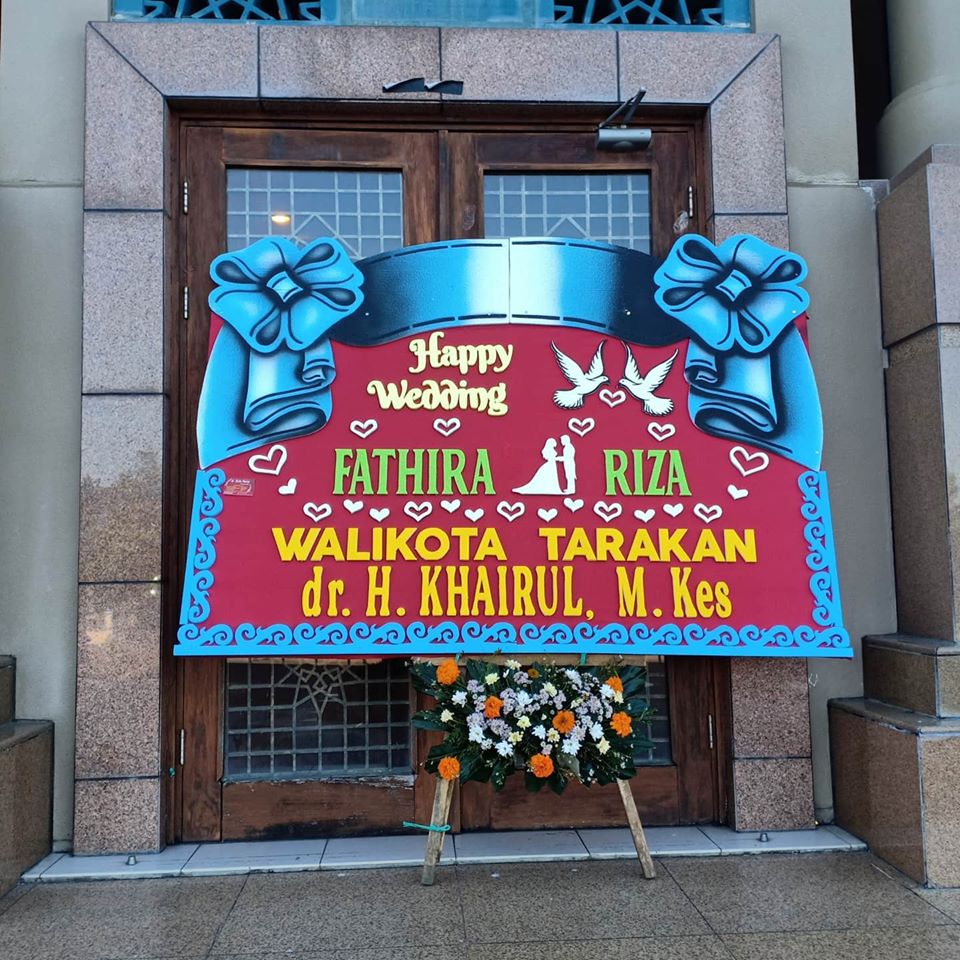 Happy
Wedding
FATHIRA RIZA
WALIKOTA TARAKAN
dr. H. KHAIRUL, M. Kes